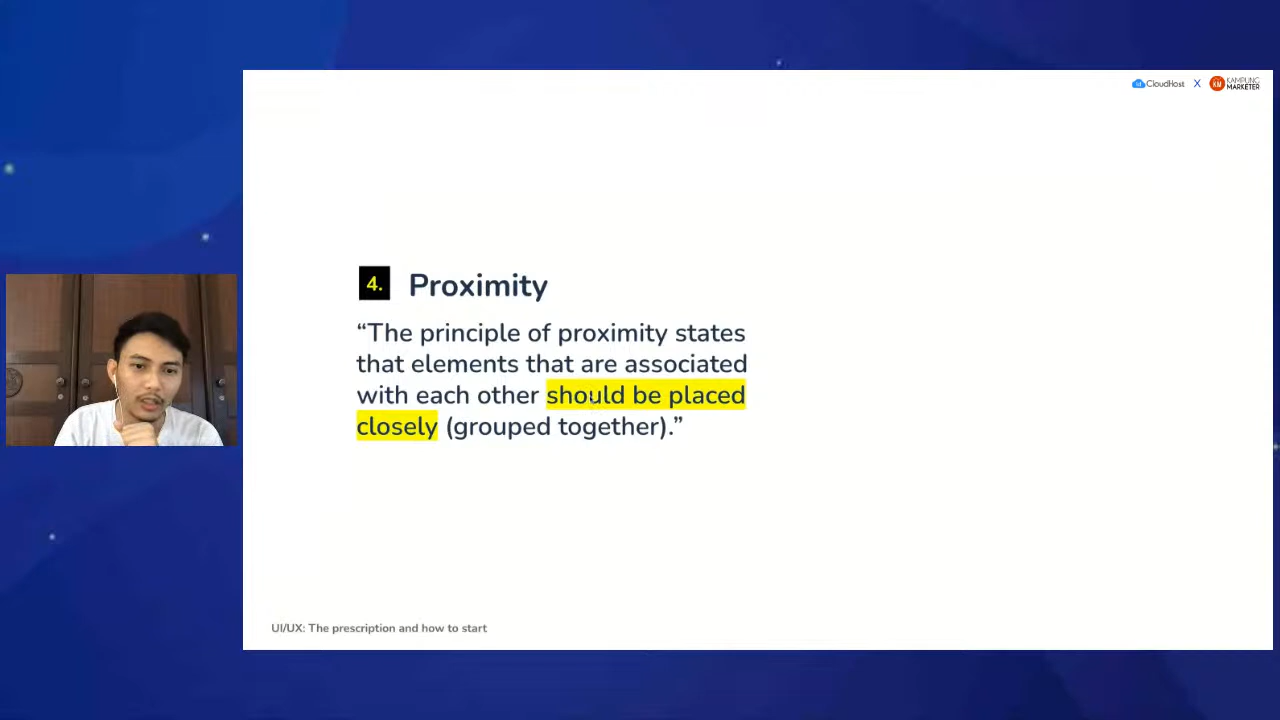 CloudHost X KAMPUNG MARKETER
4. Proximity
“The principle of proximity states
that elements that are associated
with each other should be placed
closely (grouped together).”
UI/UX: The prescription and how to start